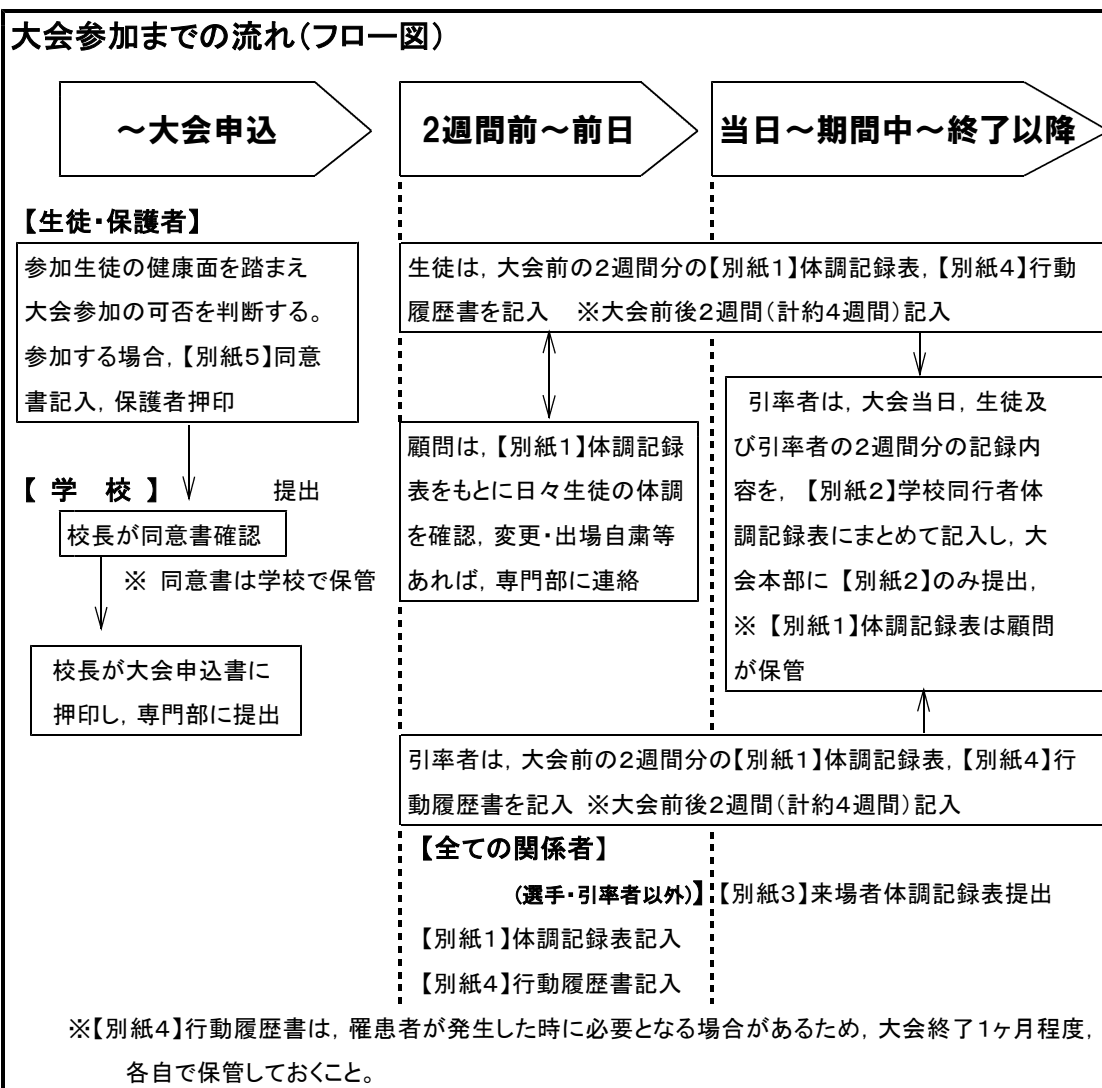 大会参加までの流れ(フロー図)
~大会申込
2週間前~前日
当日~期間中~終了以降
【生徒・保護者】
参加生徒の健康面を踏まえ
大会参加の可否を判断する。
参加する場合,【別紙5】同意
書記入,保護者押印
【 学 校 】
提出
校長が同意書確認
※ 同意書は学校で保管
校長が大会申込書に
押印し,専門部に提出
生徒は,大会前の2週間分の【別紙1】体調記録表,【別紙4】行動
履歴書を記入 ※大会前後2週間(計約4週間)記入
顧問は,【別紙1】体調記録
表をもとに日々生徒の体調
を確認,変更・出場自粛等
あれば,専門部に連絡
引率者は,大会当日,生徒及
び引率者の2週間分の記録内
容を, 【別紙2】学校同行者体
調記録表にまとめて記入し,大
会本部に 【別紙2】のみ提出,
※ 【別紙1】体調記録表は顧問
が保管
引率者は,大会前の2週間分の【別紙1】体調記録表,【別紙4】行
動履歴書を記入 ※大会前後2週間(計約4週間)記入
【全ての関係者】
(選手・引率者以外)】
【別紙3】来場者体調記録表提出
【別紙1】体調記録表記入
【別紙4】行動履歴書記入
※【別紙4】行動履歴書は,罹患者が発生した時に必要となる場合があるため,大会終了1ヶ月程度,
各自で保管しておくこと。